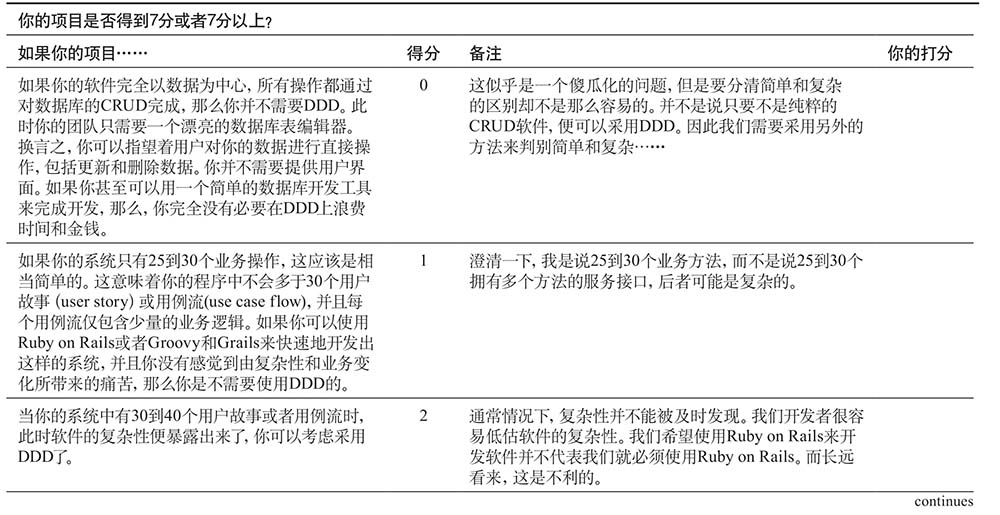 你的项目是否得到7分或者7分以上？
如果你的项目…… 得分 备注 你的打分
如果你的软件完全以数据为中心，所有操作都通过
对数据库的CRUD完成，那么你并不需要DDD。此
时你的团队只需要一个漂亮的数据库表编辑器。
换言之，你可以指望着用户对你的数据进行直接操
作，包括更新和删除数据。你并不需要提供用户界
面。如果你甚至可以用一个简单的数据库开发工具
来完成开发，那么，你完全没有必要在DDD上浪费
时间和金钱。
0
这似乎是一个傻瓜化的问题，但是要分清简单和复杂
的区别却不是那么容易的。并不是说只要不是纯粹的
CRUD软件，便可以采用DDD。因此我们需要采用另外的
方法来判别简单和复杂……
如果你的系统只有25到30个业务操作，这应该是相
当简单的。这意味着你的程序中不会多于30个用户
故事（user story）或用例流(use case flow)，并且每
个用例流仅包含少量的业务逻辑。如果你可以使用
Ruby on Rails或者Groovy和Grails来快速地开发出
这样的系统，并且你没有感觉到由复杂性和业务变
化所带来的痛苦，那么你是不需要使用DDD的。
1
澄清一下，我是说25到30个业务方法，而不是说25到30个
拥有多个方法的服务接口，后者可能是复杂的。
当你的系统中有30到40个用户故事或者用例流时，
此时软件的复杂性便暴露出来了，你可以考虑采用
DDD了。
2
通常情况下，复杂性并不能被及时发现。我们开发者很容
易低估软件的复杂性。我们希望使用Ruby on Rails来开
发软件并不代表我们就必须使用Ruby on Rails。而长远
看来，这是不利的。
continues